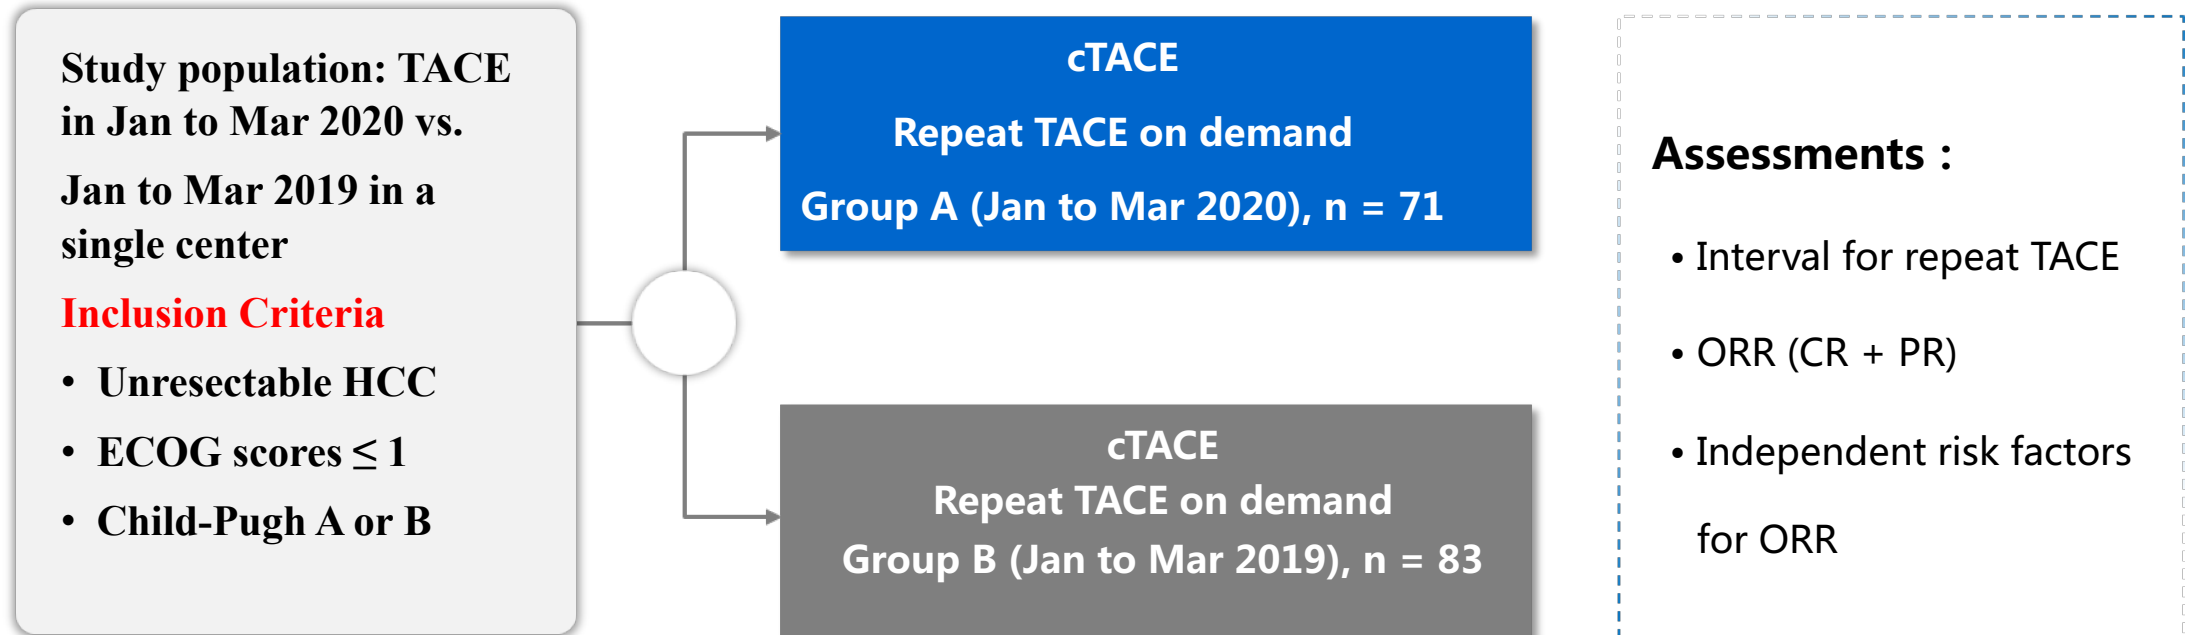 Study population: TACE
in Jan to Mar 2020 vs.
Jan to Mar 2019 in a
single center
Inclusion Criteria
• Unresectable HCC
• ECOG scores ≤ 1
• Child-Pugh A or B
cTACE
Repeat TACE on demand
Group A (Jan to Mar 2020), n = 71
cTACE
Repeat TACE on demand
Group B (Jan to Mar 2019), n = 83
Assessments :
• Interval for repeat TACE
• ORR (CR + PR)
• Independent risk factors
for ORR